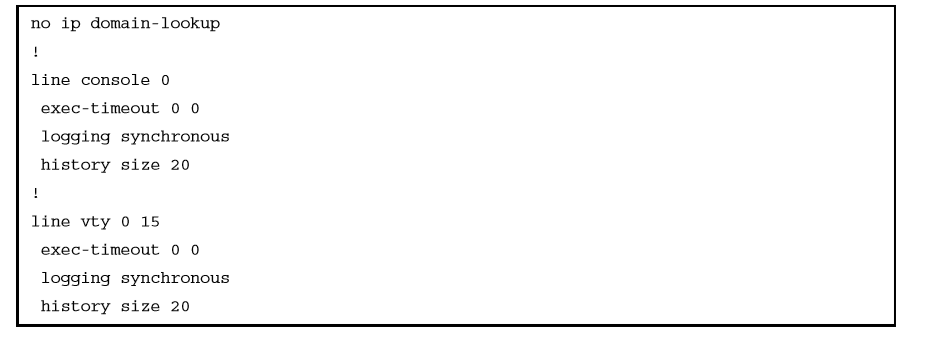 no ip domain-lookup
!
line console 0
 exec-timeout 0 0
 logging synchronous
 history size 20
!
line vty 0 15
 exec-timeout 0 0
 logging synchronous
 history size 20